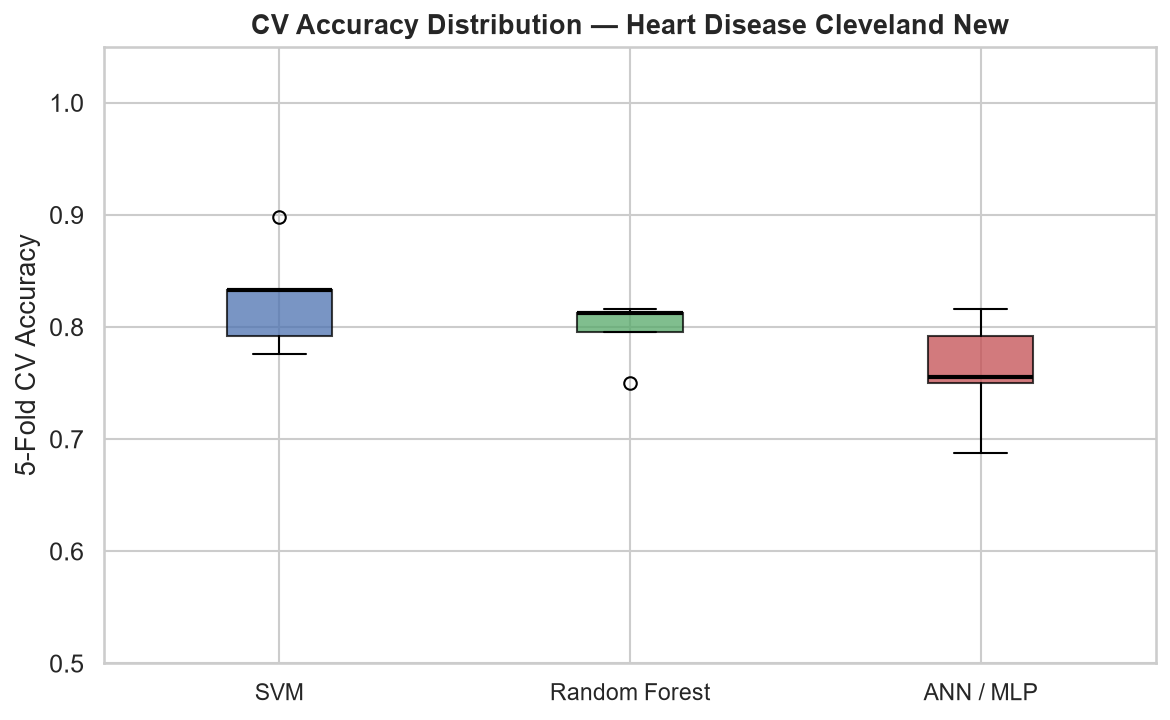 CV Accuracy Distribution — Heart Disease Cleveland New
5-Fold CV Accuracy
1.0
0.9
0.8
0.7
0.6
0.5
SVM
Random Forest
ANN / MLP